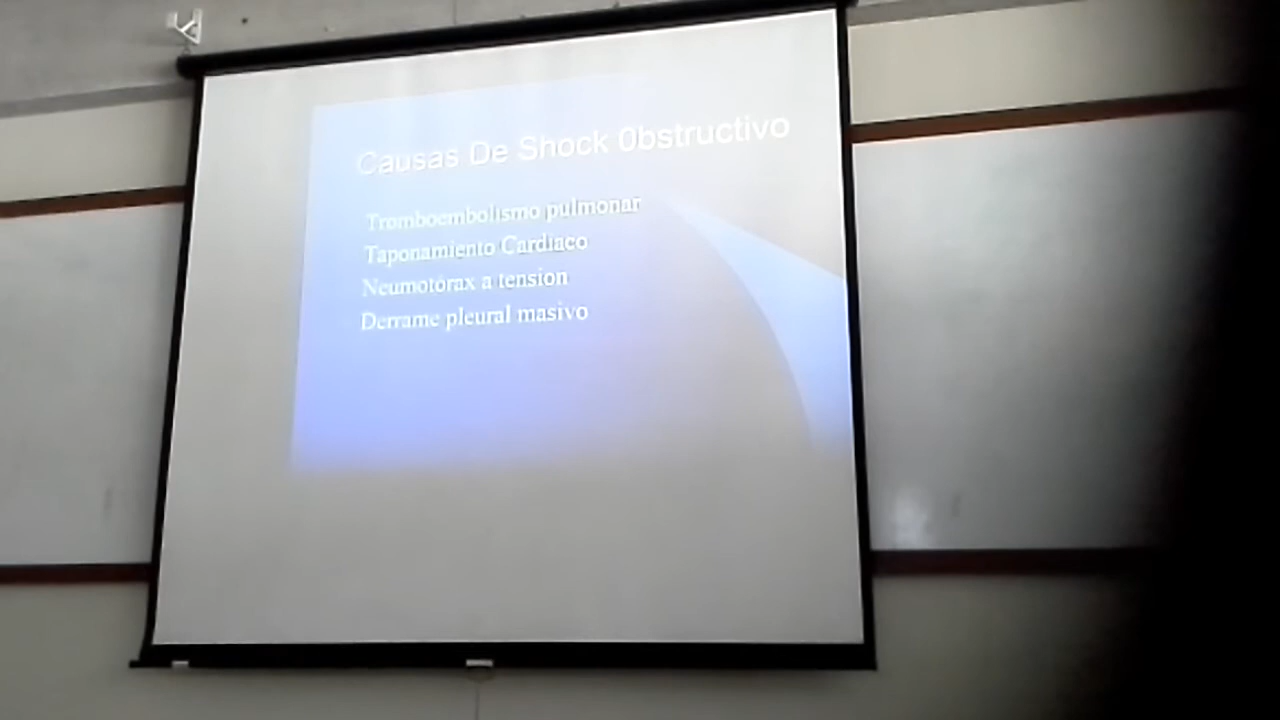 Causas De Shock 0bstructivo
Tromboembolismo pulmonar
Taponamiento Cardiaco
Neumotórax a tension
Derrame pleural masivo